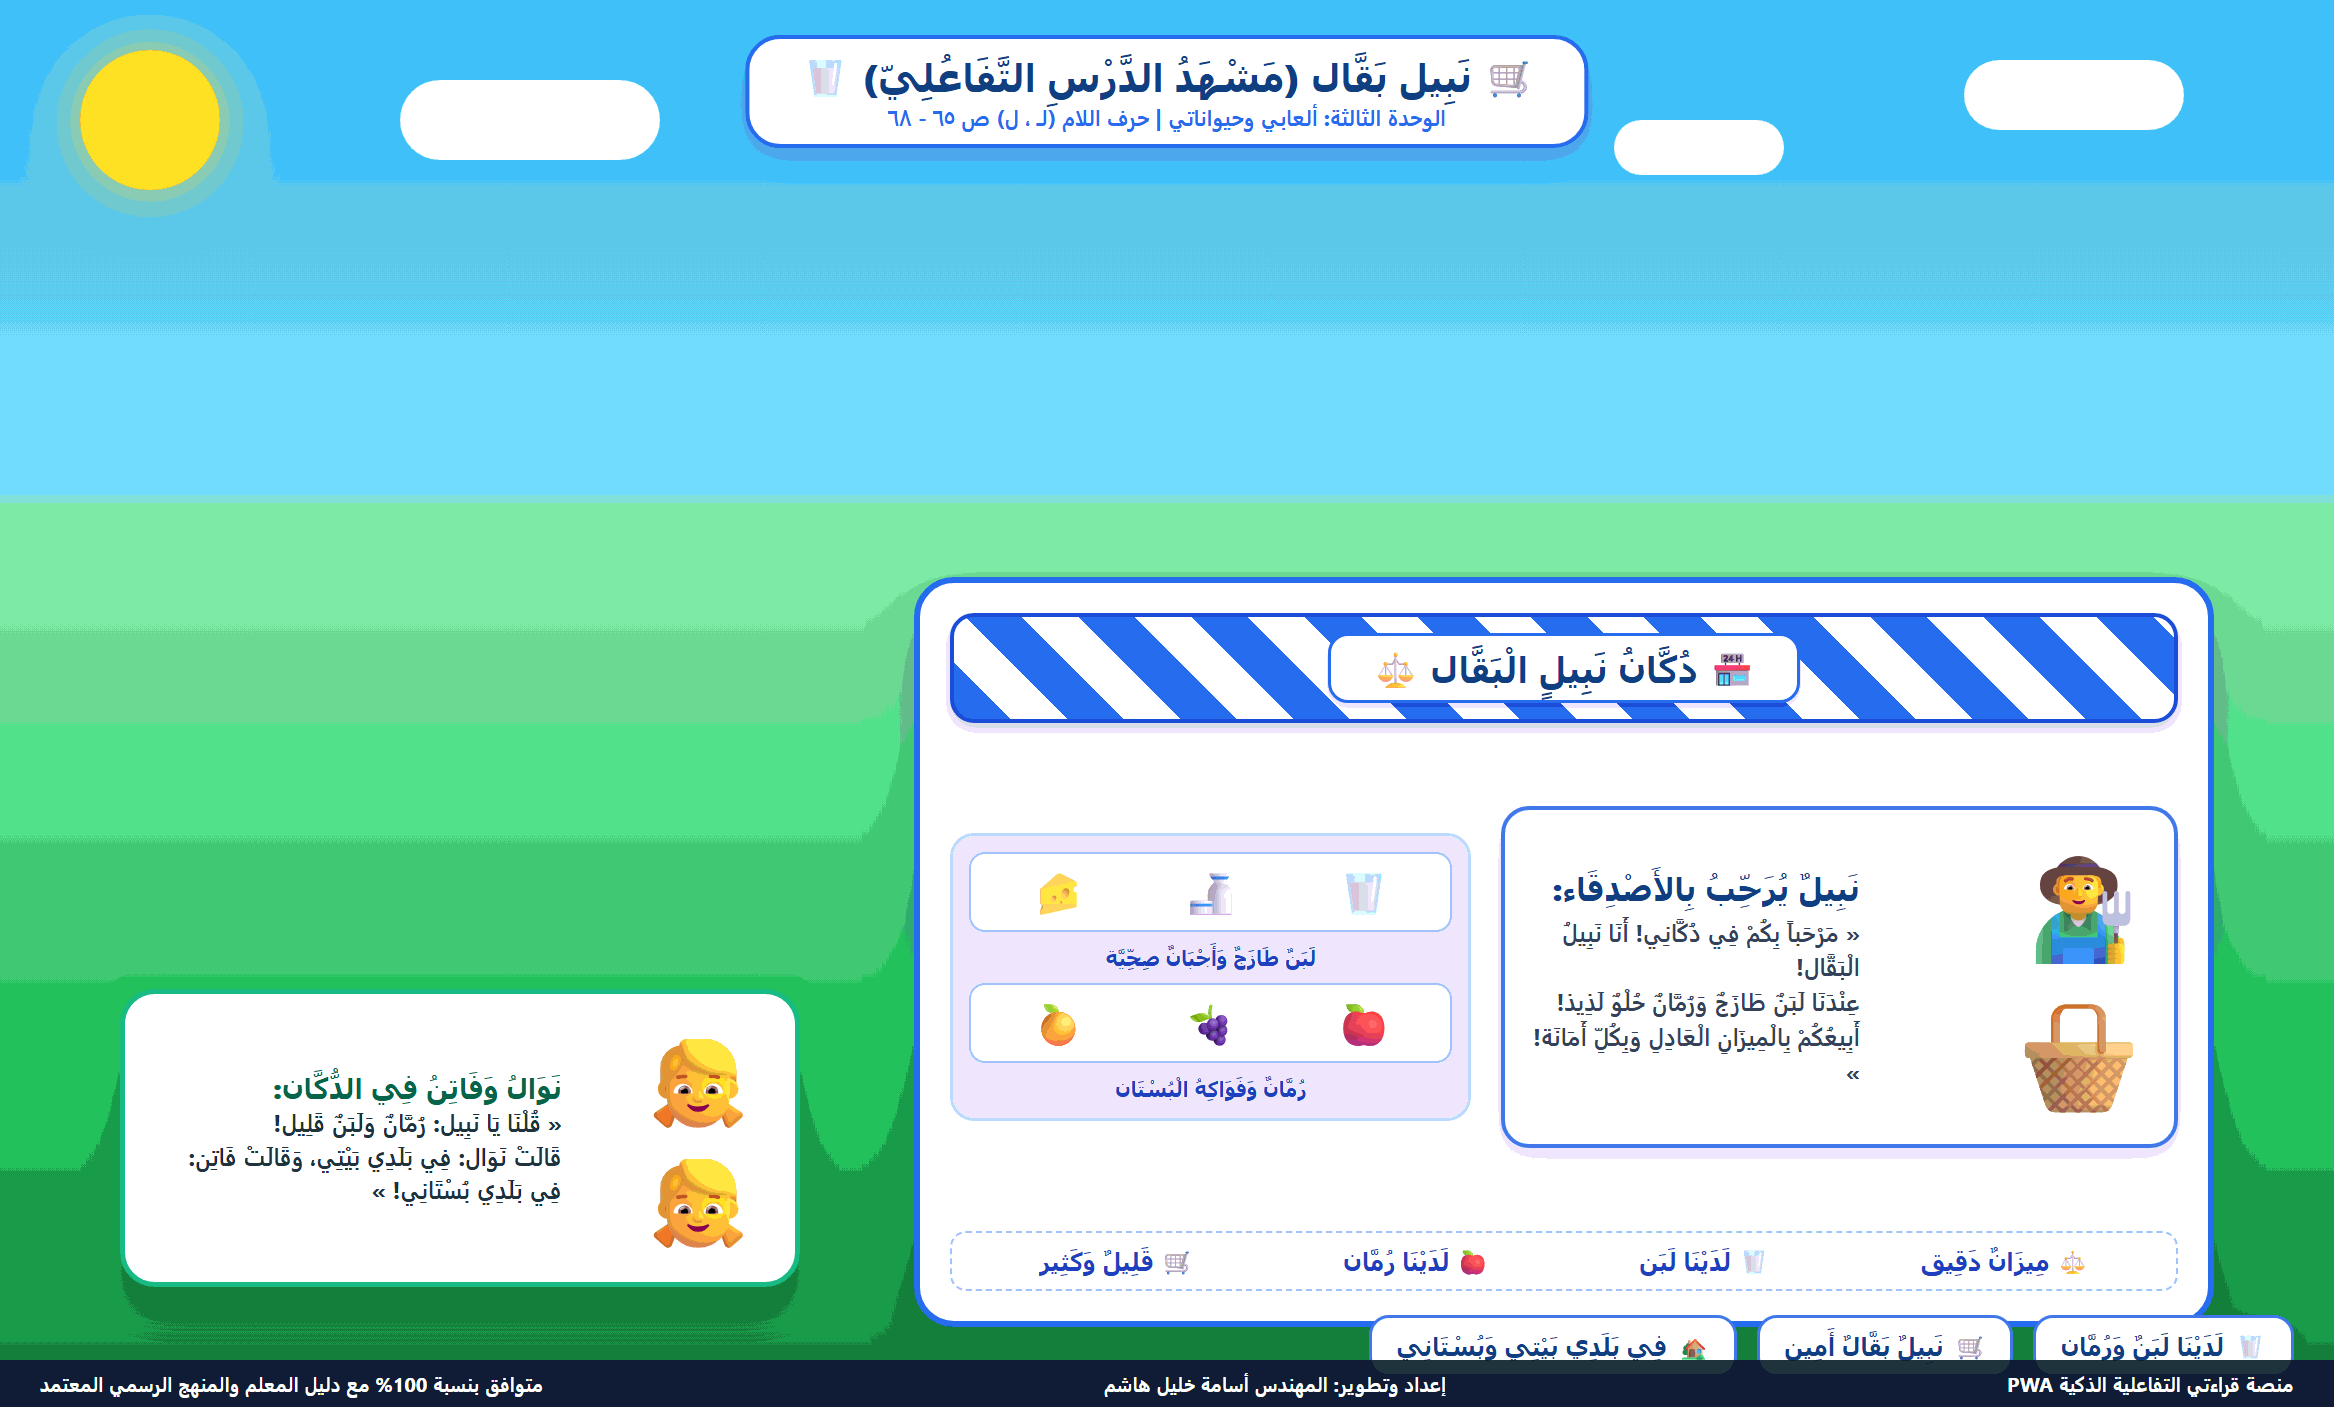 نَبِيل بَقَّال (مَشْهَدُ الدَّرْسِ التَّفَاعُلِيّ)
الوحدة الثالثة: ألعابي وحيواناتي | حرف اللام (لـ ، ل) ص ٦٥ - ٦٨
24H
دُكَّانُ نَبِيلٍ الْبَقَّال
نَبِيلٌ يُرَحِّبُ بِالأَصْدِقَاء:
« مَرْحَباً بِكُمْ فِي دُكَّانِي! أَنَا نَبِيلٌ
الْبَقَّال!
عِنْدَنَا لَبَنٌ طَازَجٌ وَرُمَّانٌ حُلْوٌ لَذِيذ!
أَبِيعُكُمْ بِالْمِيزَانِ الْعَادِلِ وَبِكُلِّ أَمَانَة!
»
لَبَنٌ طَازَجٌ وَأَجْبَانٌ صِحِّيَّة
رُمَّانٌ وَفَوَاكِهُ الْبُسْتَان
نَوَالُ وَفَاتِنُ فِي الدُّكَّان:
« قُلْنَا يَا نَبِيل: رُمَّانٌ وَلَبَنٌ قَلِيل!
قَالَتْ نَوَال: فِي بَلَدِي بَيْتِي، وَقَالَتْ فَاتِن:
فِي بَلَدِي بُسْتَانِي! »
مِيزَانٌ دَقِيق
لَدَيْنَا لَبَن
لَدَيْنَا رُمَّان
قَلِيلٌ وَكَثِير
لَدَيْنَا لَبَنٌ وَرُمَّان
نَبِيلٌ بَقَّالٌ أَمِين
فِي بَلَدِي بَيْتِي وَبُسْتَانِي
منصة قراءتي التفاعلية الذكية PWA
إعداد وتطوير: المهندس أسامة خليل هاشم
متوافق بنسبة 100% مع دليل المعلم والمنهج الرسمي المعتمد